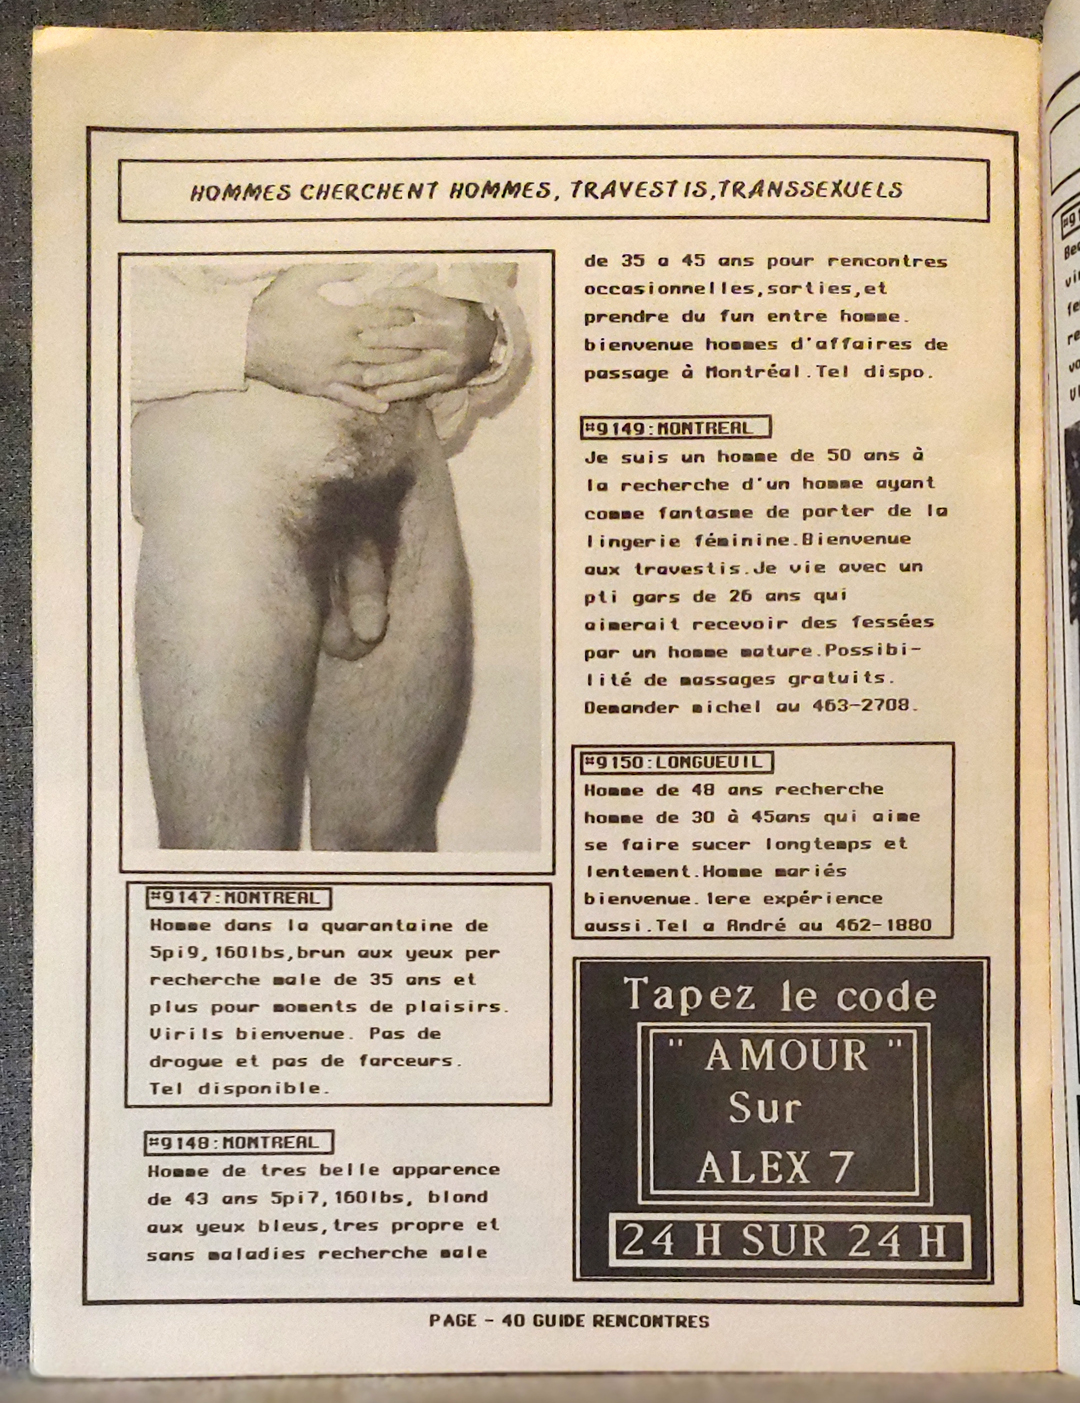 HOMMES CHERCHENT HOMMES, TRAVESTIS,TRANSSEXUELS
#9147:MONTREAL
Homme dans la quarantaine de
5pi9,160lbs,brun aux yeux per
recherche male de 35 ans et
plus pour moments de plaisirs.
Virils bienvenue. Pas de
drogue et pas de farceurs.
Tel disponible.
#9148:MONTREAL
Homme de tres belle apparence
de 43 ans 5pi7,160lbs, blond
aux yeux bleus,tres propre et
sans maladies recherche male
de 35 a 45 ans pour rencontres
occasionnelles,sorties,et
prendre du fun entre homme.
bienvenue hommes d'affaires de
passage à Montréal.Tel dispo.
#9149:MONTREAL
Je suis un homme de 50 ans à
la recherche d'un homme ayant
comme fantasme de porter de la
lingerie féminine.Bienvenue
aux travestis.Je vie avec un
pti gars de 26 ans qui
aimerait recevoir des fessées
par un homme mature.Possibi-
lité de massages gratuits.
Demander michel au 463-2708.
#9150:LONGUEUIL
Homme de 48 ans recherche
homme de 30 à 45ans qui aime
se faire sucer longtemps et
lentement.Homme mariés
bienvenue.1ere expérience
aussi.Tel a André au 462-1880
Tapez le code
" AMOUR "
Sur
ALEX 7
24 H SUR 24 H
PAGE - 40 GUIDE RENCONTRES